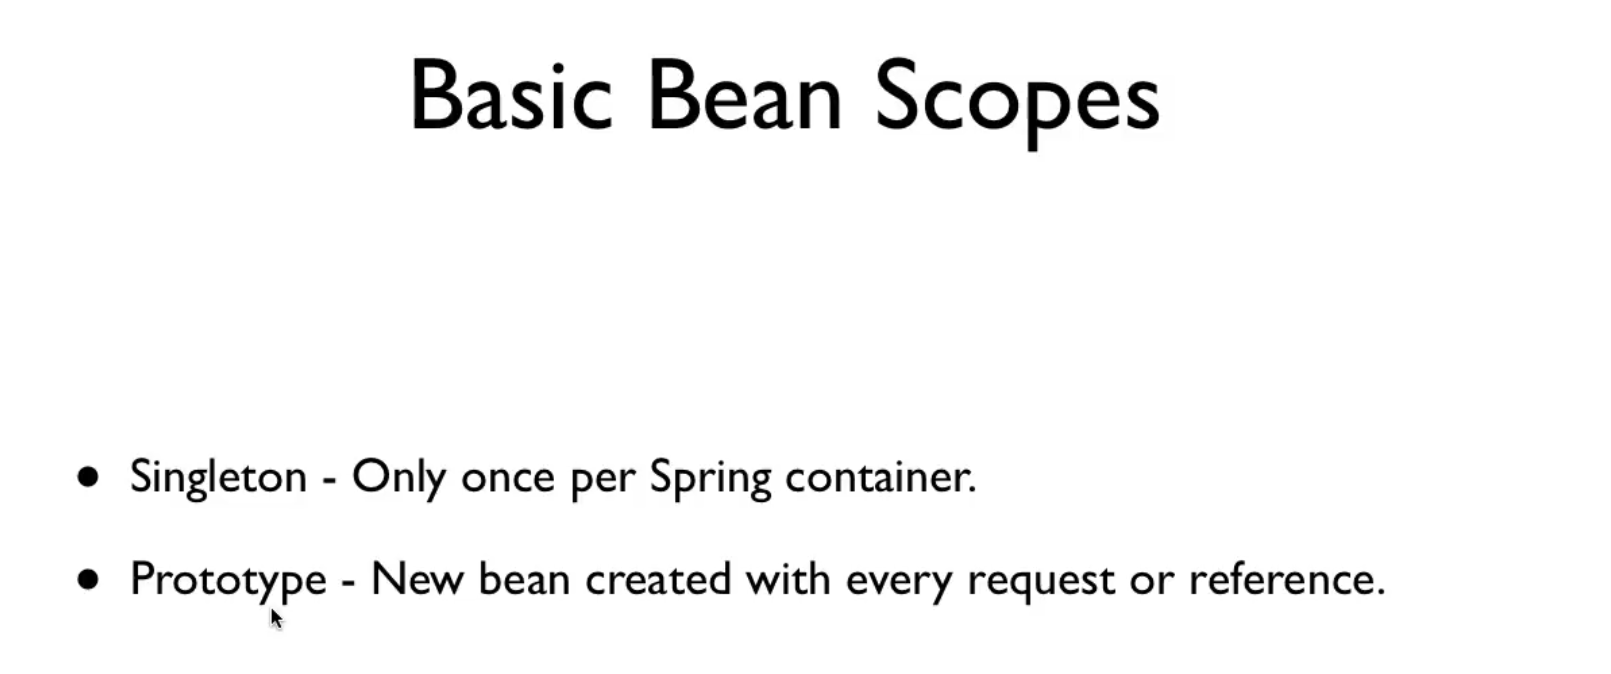 Basic Bean Scopes
● Singleton - Only once per Spring container.
● Prototype - New bean created with every request or reference.